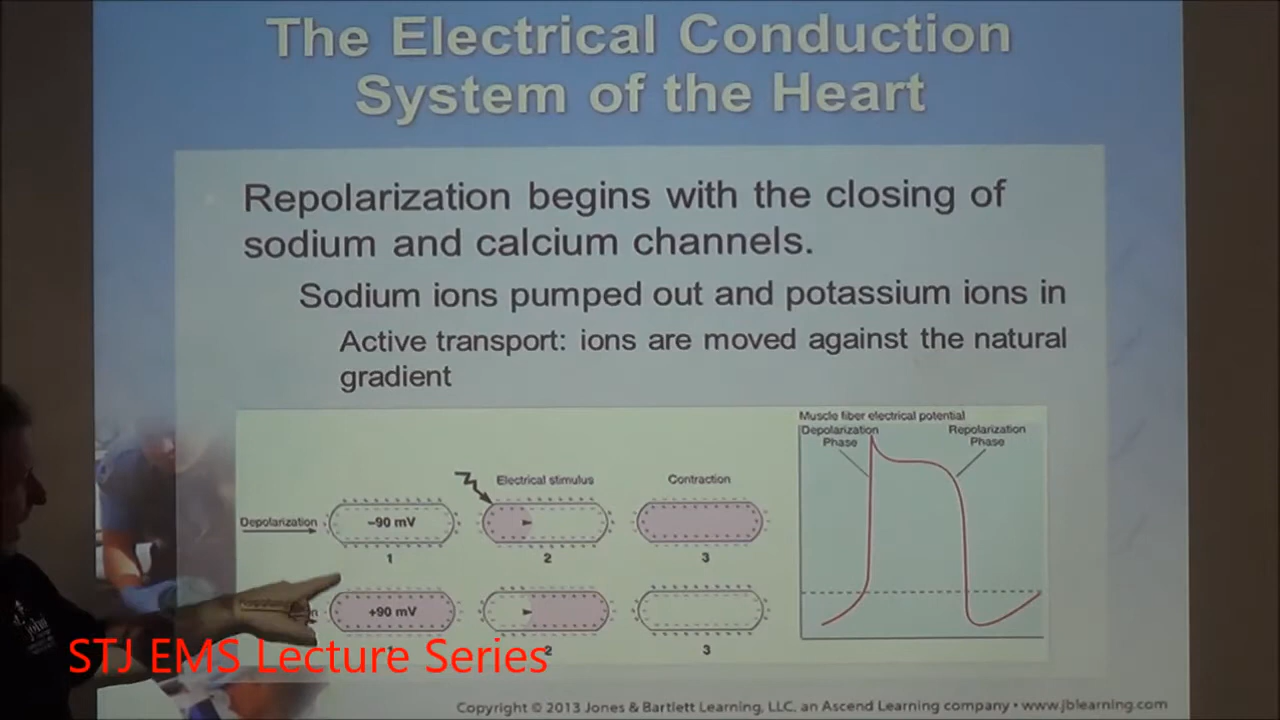 The Electrical Conduction
System of the Heart
Repolarization begins with the closing of
sodium and calcium channels.
Sodium ions pumped out and potassium ions in
Active transport: ions are moved against the natural
gradient
Muscle fiber electrical potential
Depolarization
Phase
Repolarization
Phase
Electrical stimulus
Contraction
Depolarization
–90 mV
1
2
3
+90 mV
1
2
3
john
STJ EMS Lecture Series
Copyright © 2013 Jones & Bartlett Learning, LLC, an Ascend Learning company • www.jblearning.com